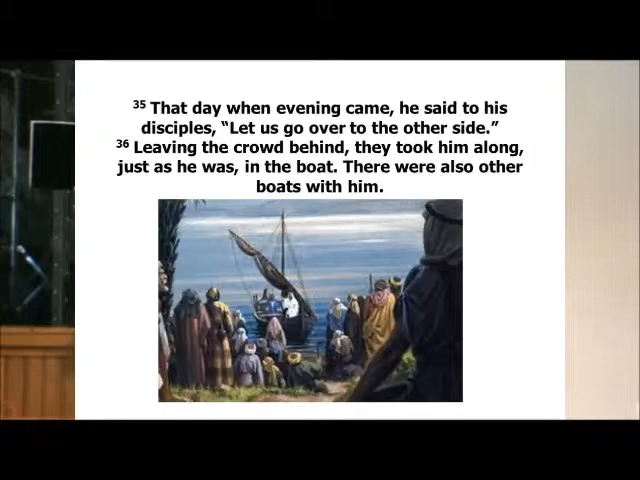 ³⁵ That day when evening came, he said to his
disciples, “Let us go over to the other side.”
³⁶ Leaving the crowd behind, they took him along,
just as he was, in the boat. There were also other
boats with him.